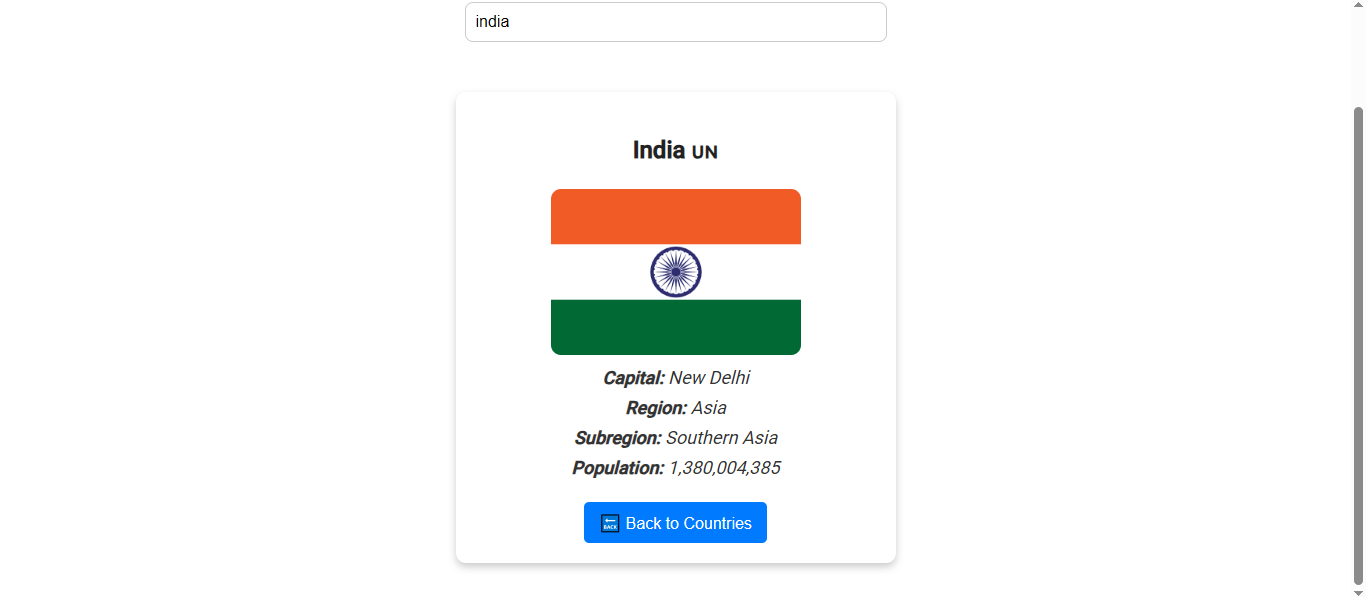 india
India UN
Capital: New Delhi
Region: Asia
Subregion: Southern Asia
Population: 1,380,004,385
BACK Back to Countries